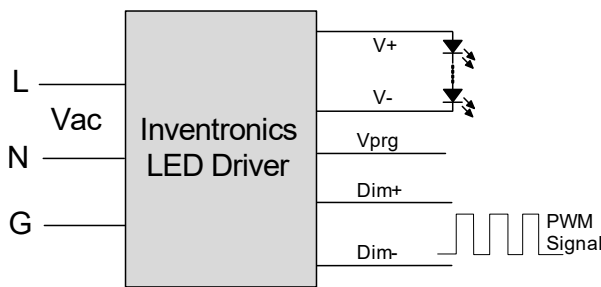 L
Vac
N
G
Inventronics
LED Driver
V+
V-
Vprg
Dim+
Dim-
PWM
Signal